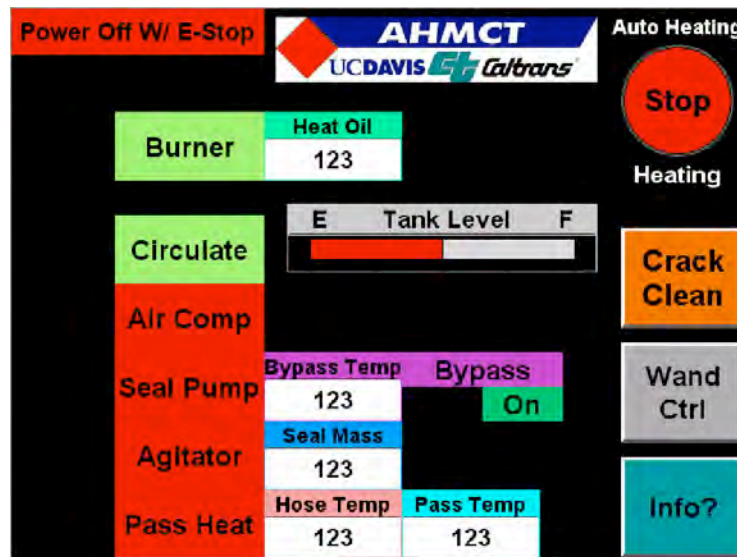 Power Off W/ E-Stop
AHMCT
UCDAVIS Ct Caltrans
Auto Heating
Stop
Heating
Burner
Heat Oil
123
E Tank Level F
Circulate
Air Comp
Crack
Clean
Seal Pump
Bypass Temp
123
Bypass
On
Wand
Ctrl
Agitator
Seal Mass
123
Pass Heat
Hose Temp
123
Pass Temp
123
Info?